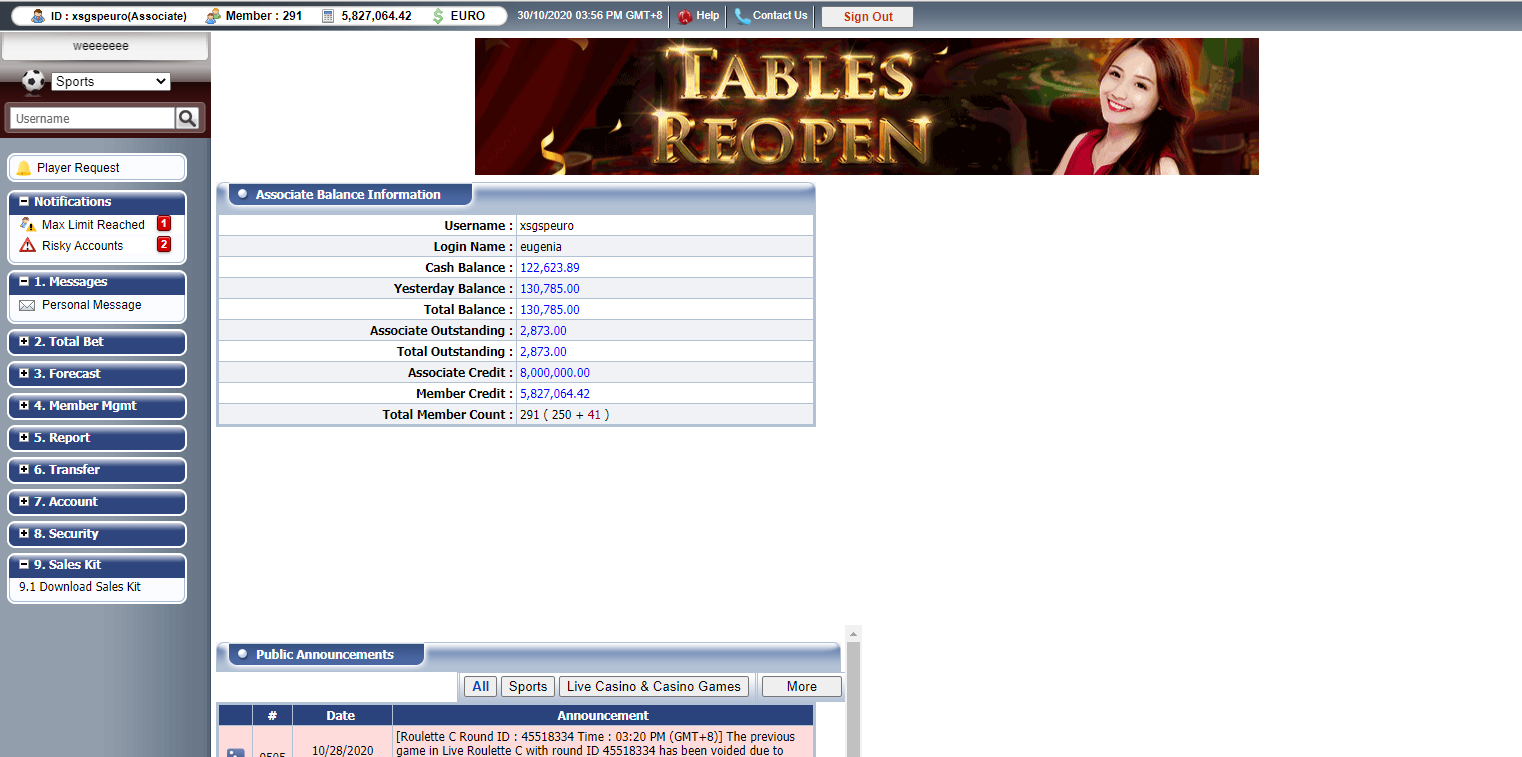 ID : xsgspeuro(Associate) Member : 291 5,827,064.42 EURO 30/10/2020 03:56 PM GMT+8 Help Contact Us Sign Out
weeeeeee
Sports
Username
Player Request
Notifications
Max Limit Reached 1
Risky Accounts 2
1. Messages
Personal Message
2. Total Bet
3. Forecast
4. Member Mgmt
5. Report
6. Transfer
7. Account
8. Security
9. Sales Kit
9.1 Download Sales Kit
TABLES
REOPEN
Associate Balance Information
Username : xsgspeuro
Login Name : eugenia
Cash Balance : 122,623.89
Yesterday Balance : 130,785.00
Total Balance : 130,785.00
Associate Outstanding : 2,873.00
Total Outstanding : 2,873.00
Associate Credit : 8,000,000.00
Member Credit : 5,827,064.42
Total Member Count : 291 ( 250 + 41 )
Public Announcements
All Sports Live Casino & Casino Games More
# Date Announcement
10/28/2020
[Roulette C Round ID : 45518334 Time : 03:20 PM (GMT+8)] The previous
game in Live Roulette C with round ID 45518334 has been voided due to